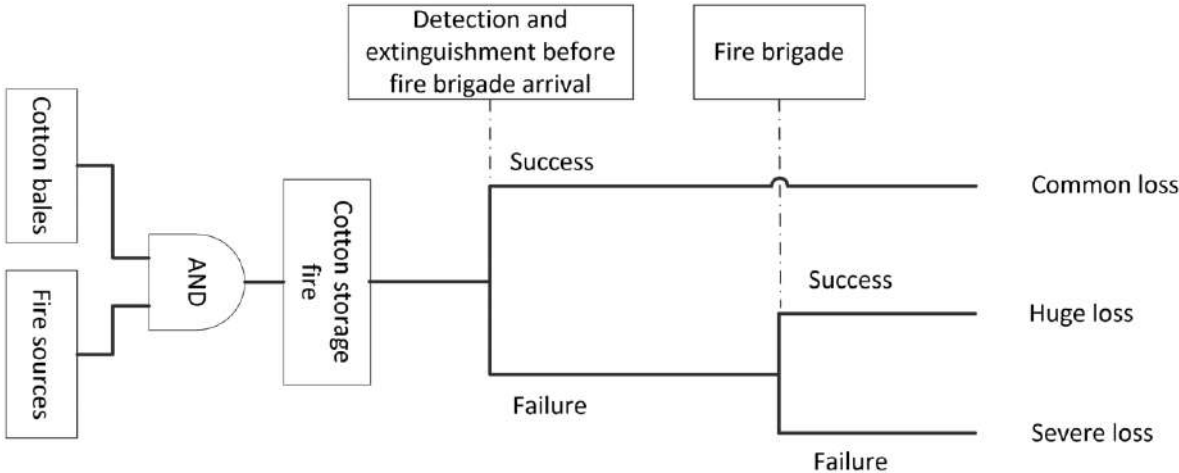 Detection and
extinguishment before
fire brigade arrival
Fire brigade
Cotton bales
Fire sources
AND
Cotton storage
fire
Success
Common loss
Success
Huge loss
Failure
Severe loss
Failure